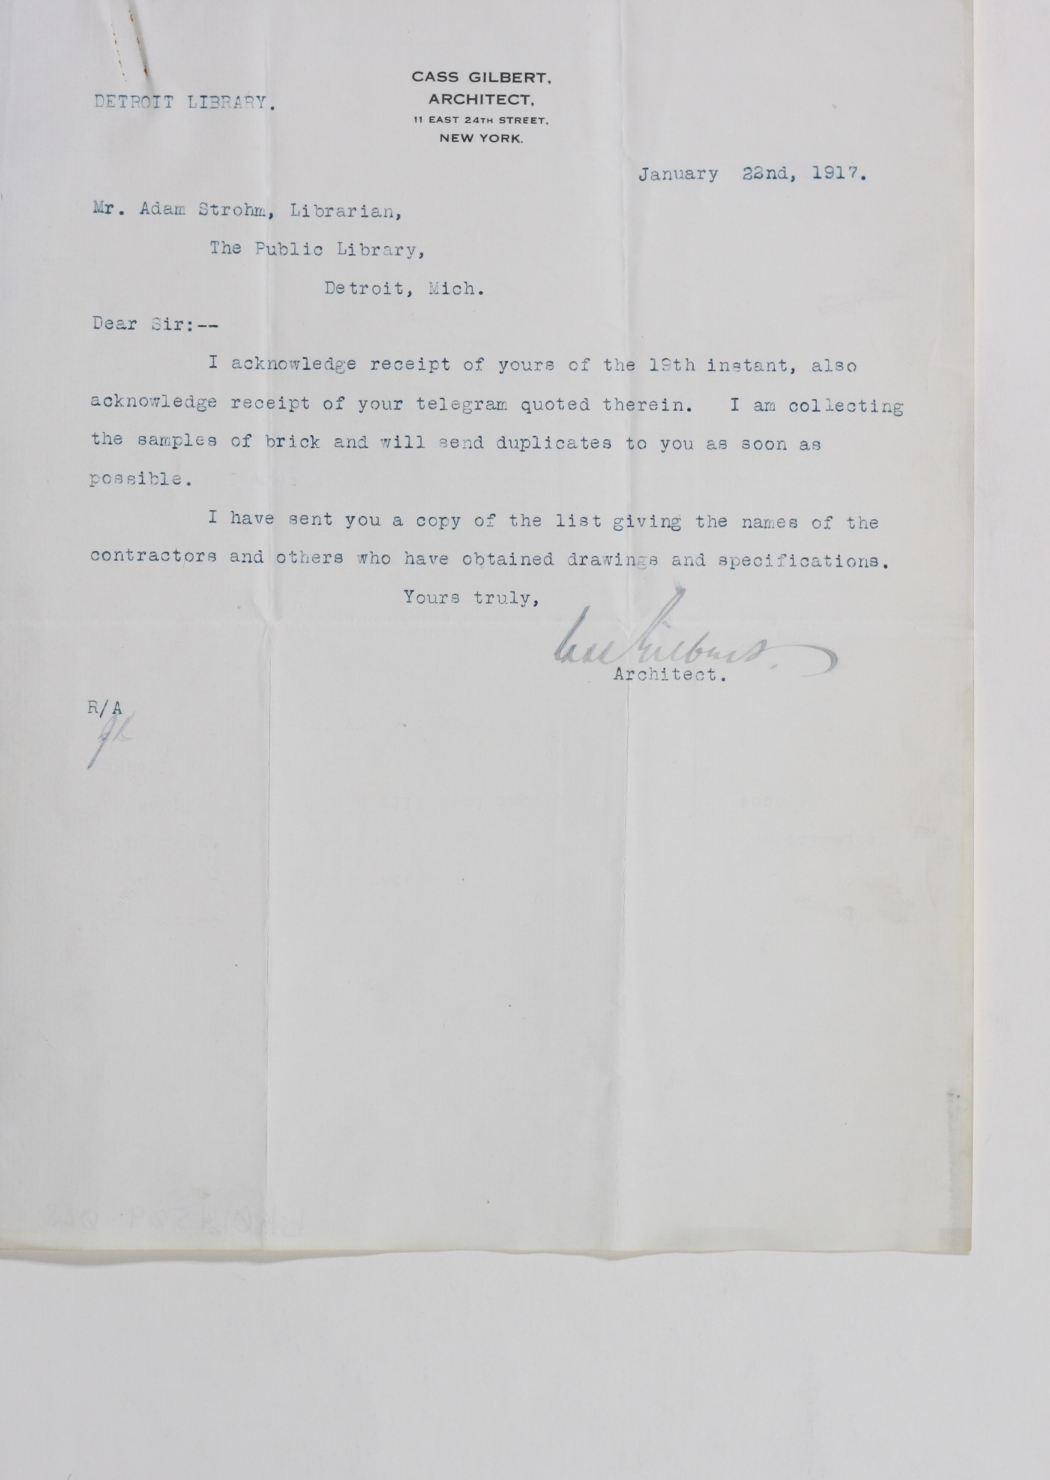 CASS GILBERT,
ARCHITECT,
11 EAST 24TH STREET,
NEW YORK.
DETROIT LIBRARY.
January 22nd, 1917.
Mr. Adam Strohm, Librarian,
The Public Library,
Detroit, Mich.
Dear Sir:--
I acknowledge receipt of yours of the 19th instant, also
acknowledge receipt of your telegram quoted therein. I am collecting
the samples of brick and will send duplicates to you as soon as
possible.
I have sent you a copy of the list giving the names of the
contractors and others who have obtained drawings and specifications.
Yours truly,
Cass Gilbert.
Architect.
R/A